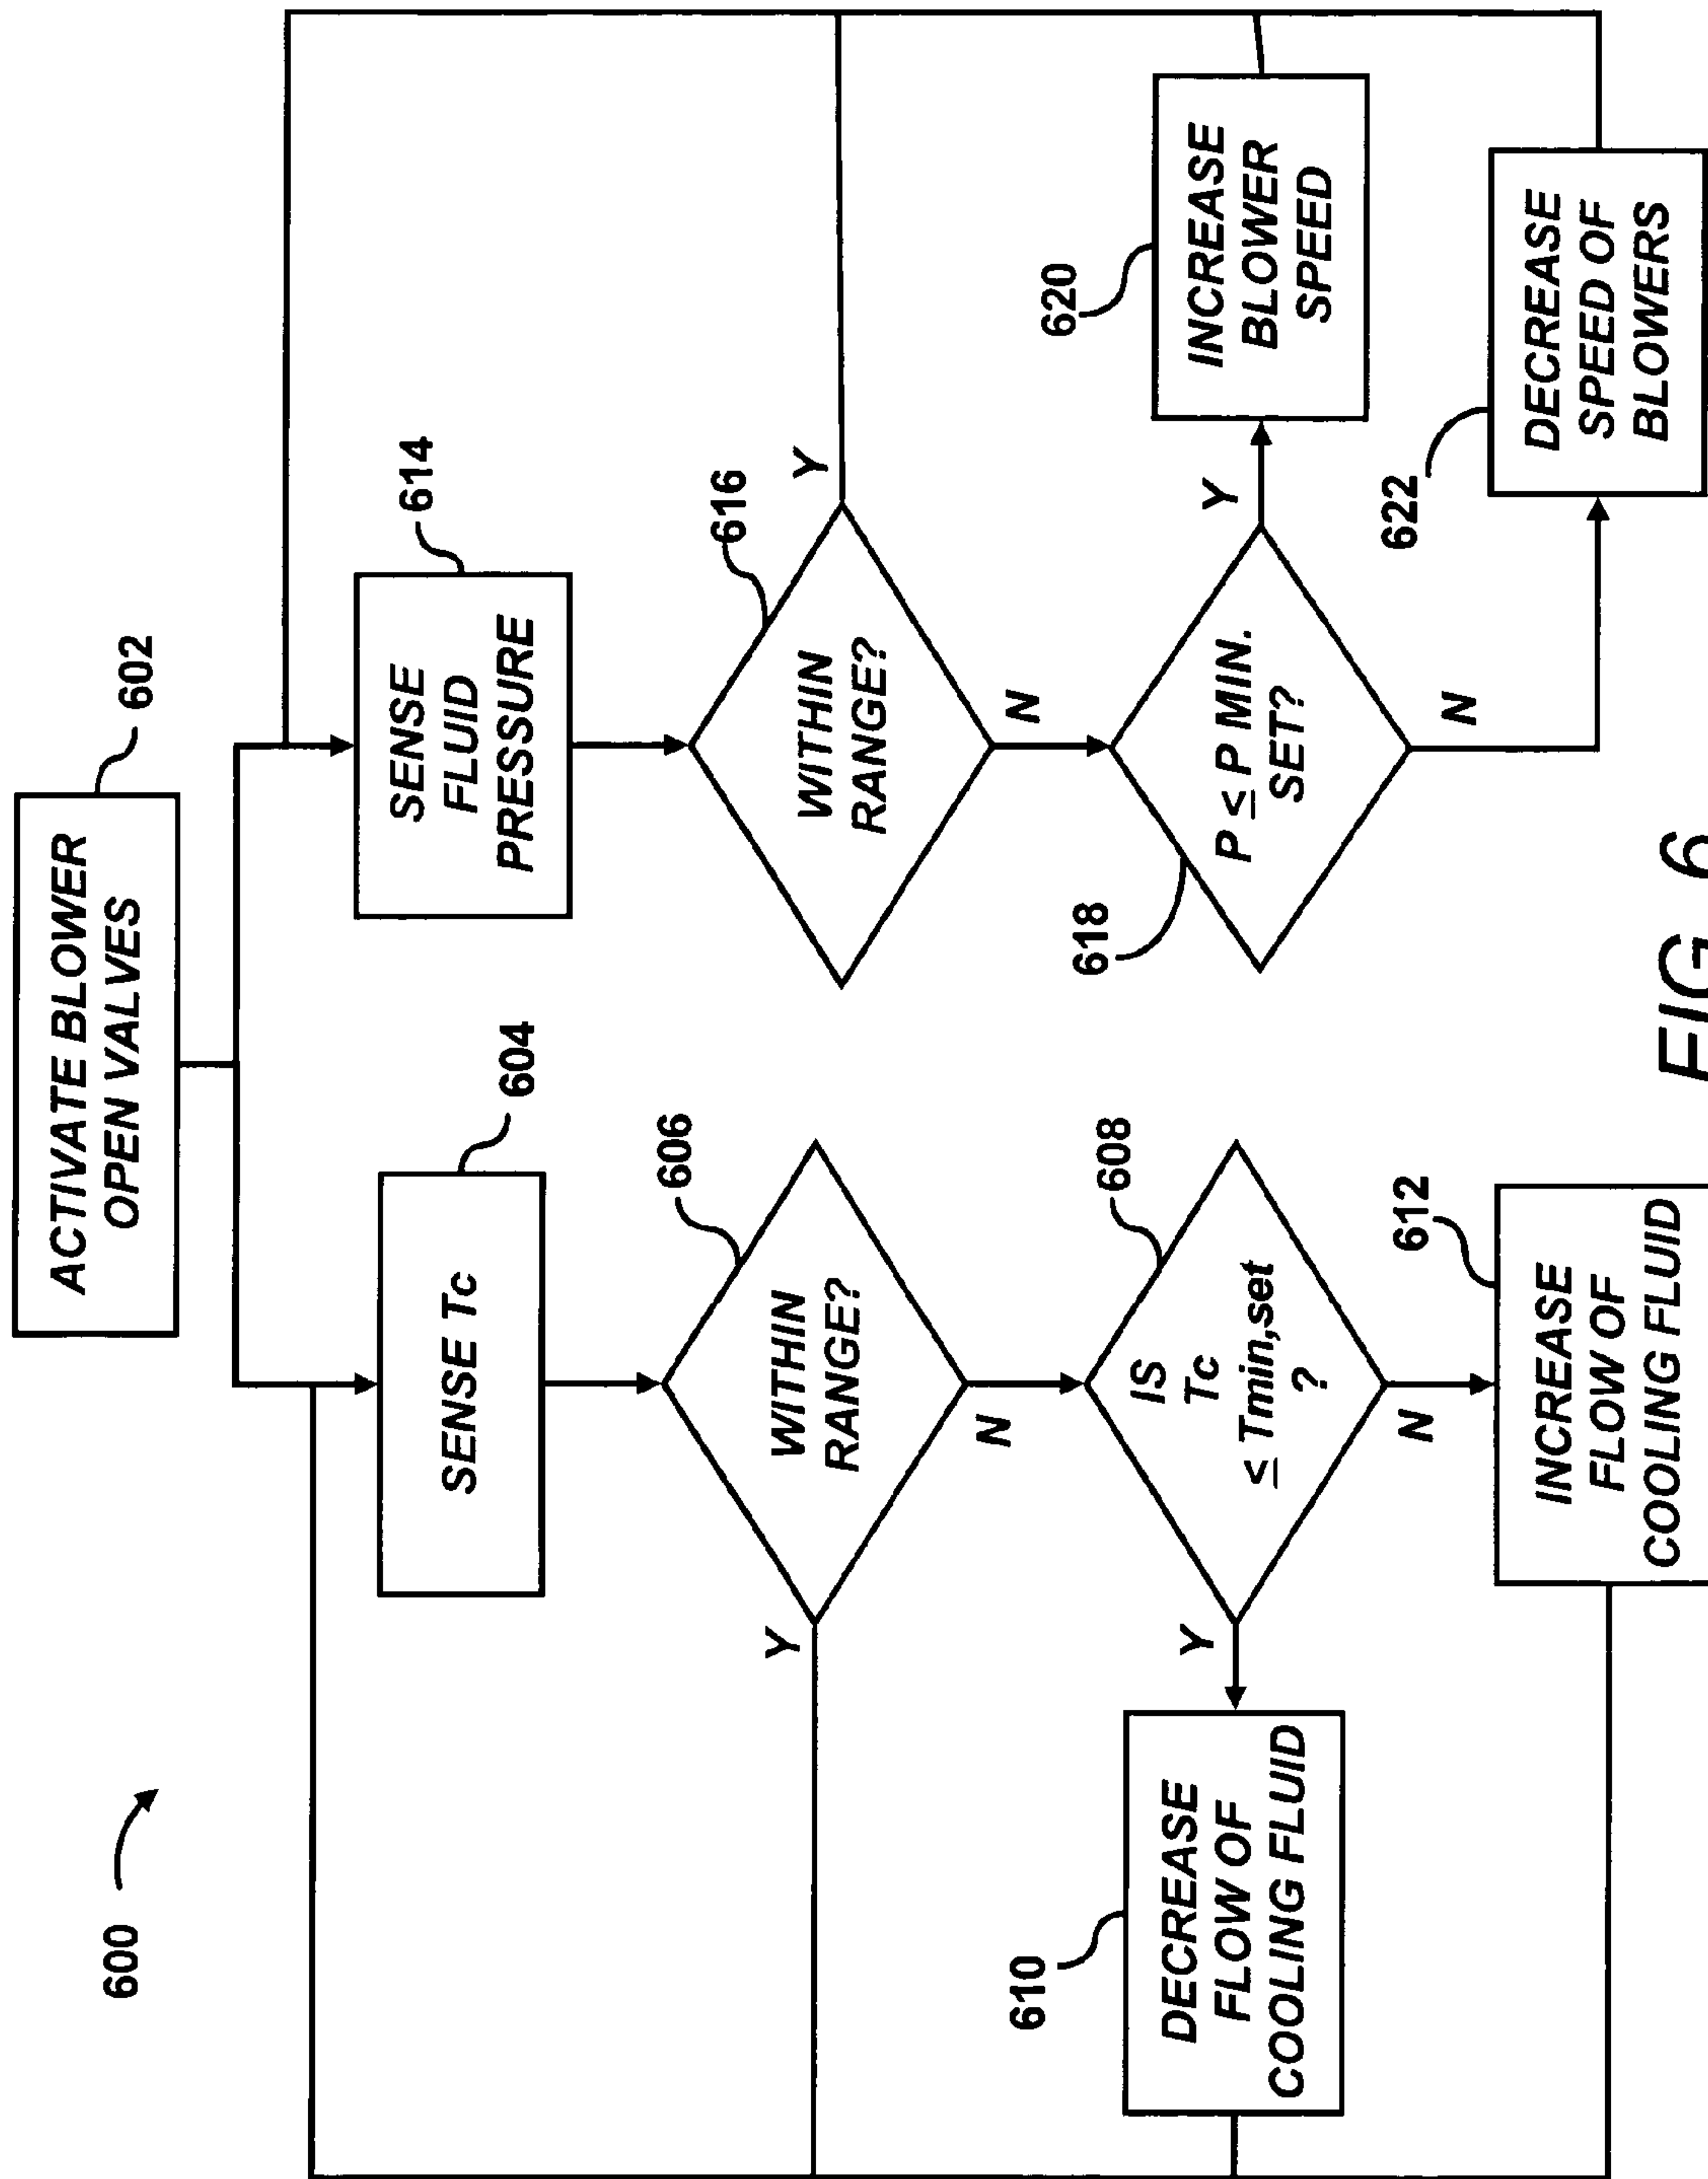 600
ACTIVATE BLOWER
OPEN VALVES
602
SENSE Tc
604
WITHIN
RANGE?
606
Y
N
IS
Tc
≤ Tmin,set
?
608
Y
N
DECREASE
FLOW OF
COOLING FLUID
610
INCREASE
FLOW OF
COOLING FLUID
612
SENSE
FLUID
PRESSURE
614
WITHIN
RANGE?
616
Y
N
P ≤ P MIN.
SET?
618
Y
N
INCREASE
BLOWER
SPEED
620
DECREASE
SPEED OF
BLOWERS
622
FIG. 6